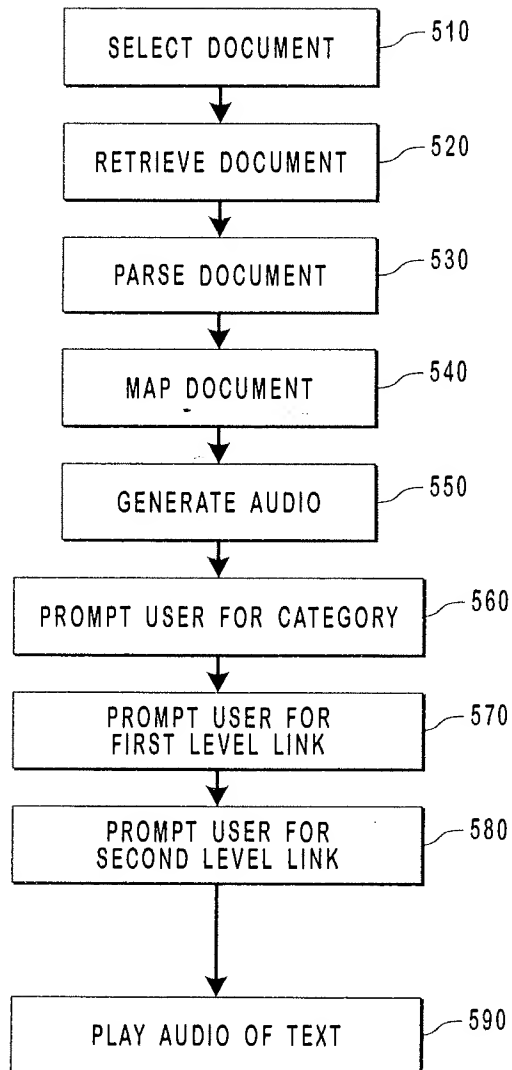 SELECT DOCUMENT
510
RETRIEVE DOCUMENT
520
PARSE DOCUMENT
530
MAP DOCUMENT
540
GENERATE AUDIO
550
PROMPT USER FOR CATEGORY
560
PROMPT USER FOR
FIRST LEVEL LINK
570
PROMPT USER FOR
SECOND LEVEL LINK
580
PLAY AUDIO OF TEXT
590